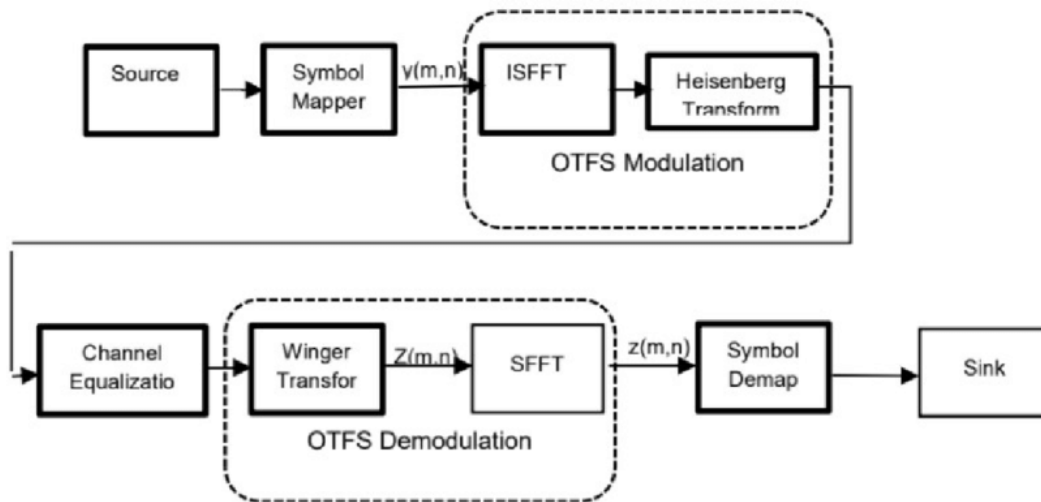 Source
Symbol
Mapper
y(m,n)
ISFFT
Heisenberg
Transform
OTFS Modulation
Channel
Equalizatio
Winger
Transfor
Z(m,n)
SFFT
OTFS Demodulation
z(m,n)
Symbol
Demap
Sink